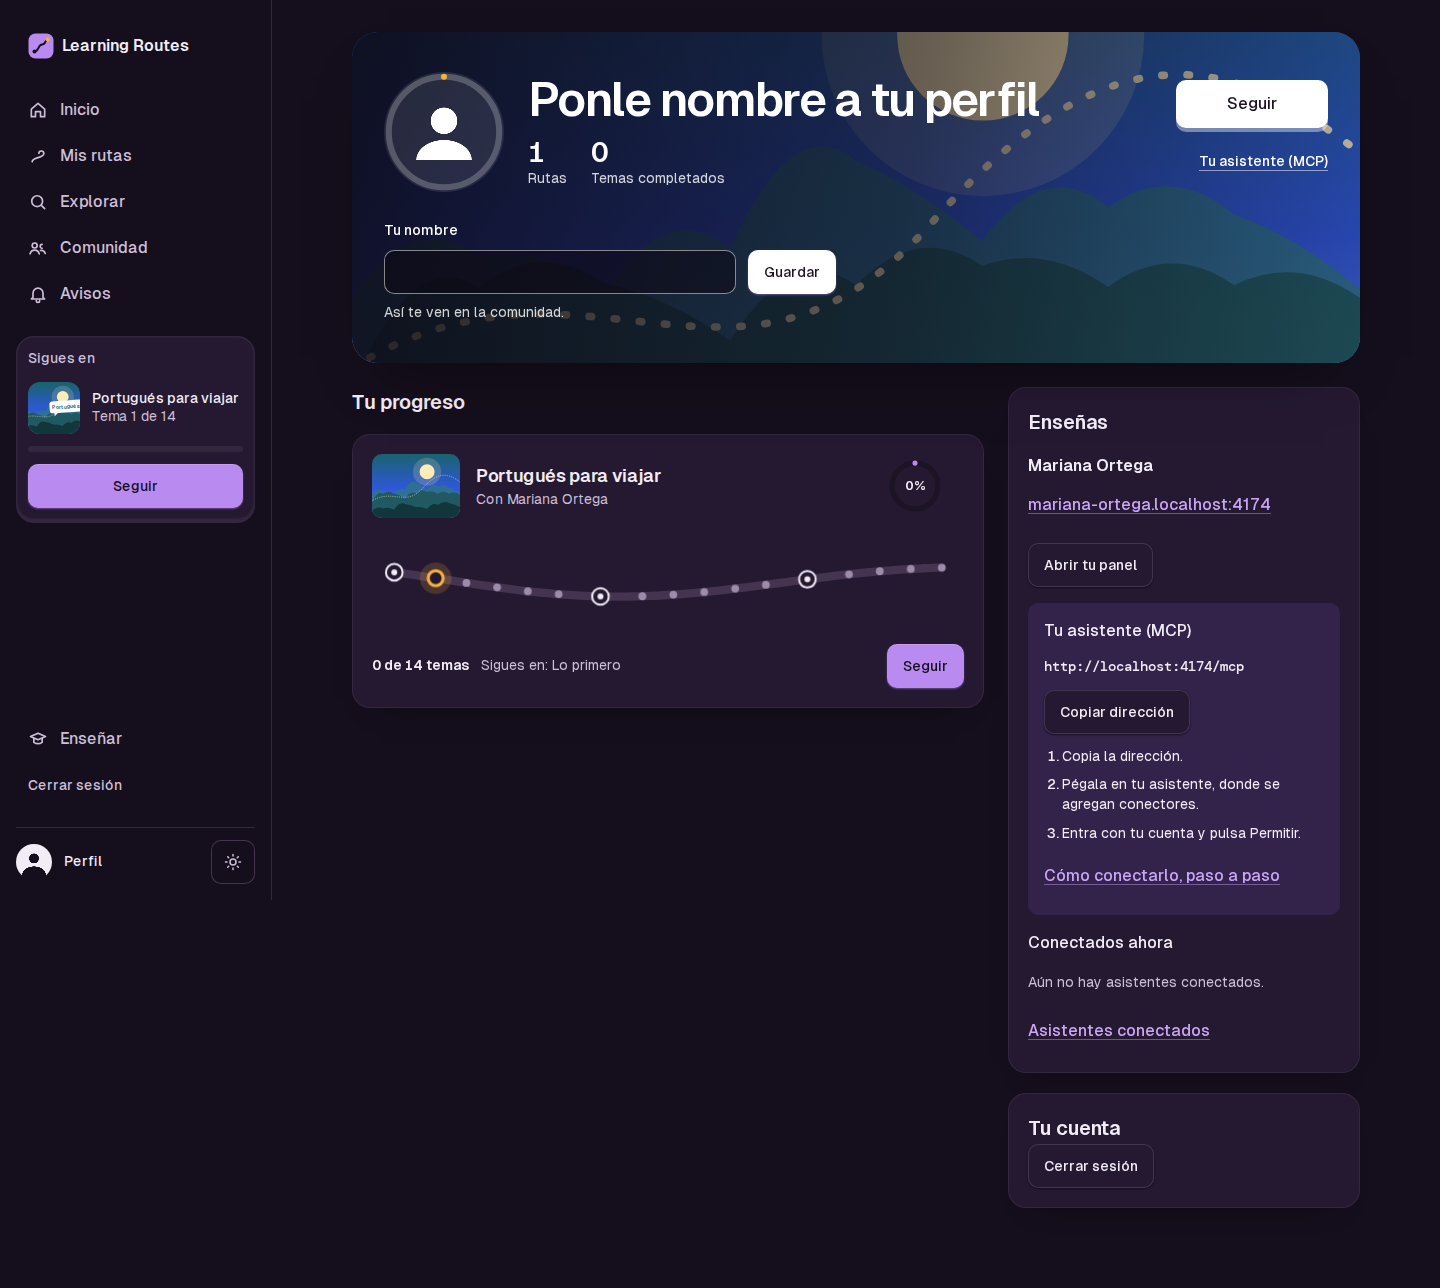 Learning Routes
Inicio
Mis rutas
Explorar
Comunidad
Avisos
Sigues en
Portugués para viajar
Tema 1 de 14
Seguir
Enseñar
Cerrar sesión
Perfil
Ponle nombre a tu perfil
1
Rutas
0
Temas completados
Seguir
Tu asistente (MCP)
Tu nombre
Guardar
Así te ven en la comunidad.
Tu progreso
Portugués para viajar
Con Mariana Ortega
0%
0 de 14 temas
Sigues en: Lo primero
Seguir
Enseñas
Mariana Ortega
mariana-ortega.localhost:4174
Abrir tu panel
Tu asistente (MCP)
http://localhost:4174/mcp
Copiar dirección
1. Copia la dirección.
2. Pégala en tu asistente, donde se
agregan conectores.
3. Entra con tu cuenta y pulsa Permitir.
Cómo conectarlo, paso a paso
Conectados ahora
Aún no hay asistentes conectados.
Asistentes conectados
Tu cuenta
Cerrar sesión